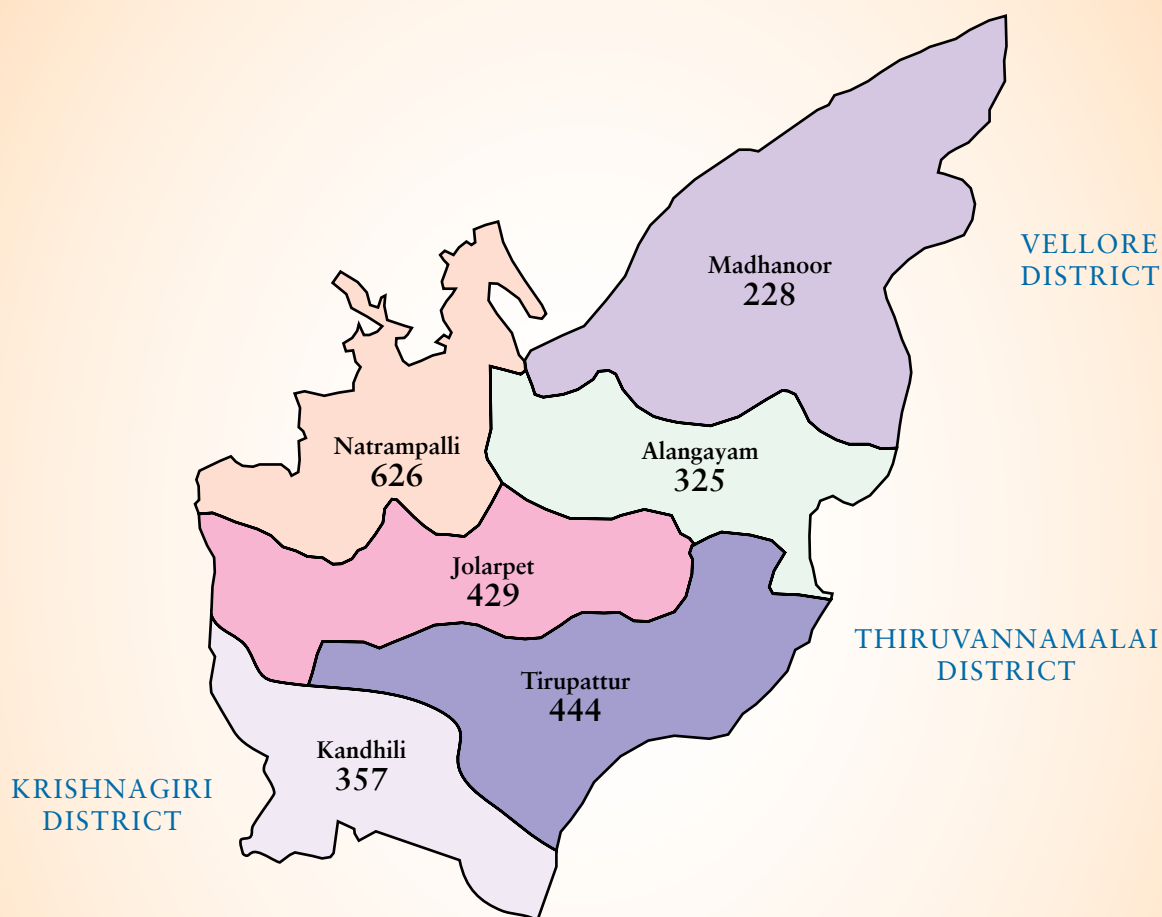 VELLORE
DISTRICT
Madhanoor
228
Natrampalli
626
Alangayam
325
Jolarpet
429
THIRUVANNAMALAI
DISTRICT
Tirupattur
444
Kandhili
357
KRISHNAGIRI
DISTRICT